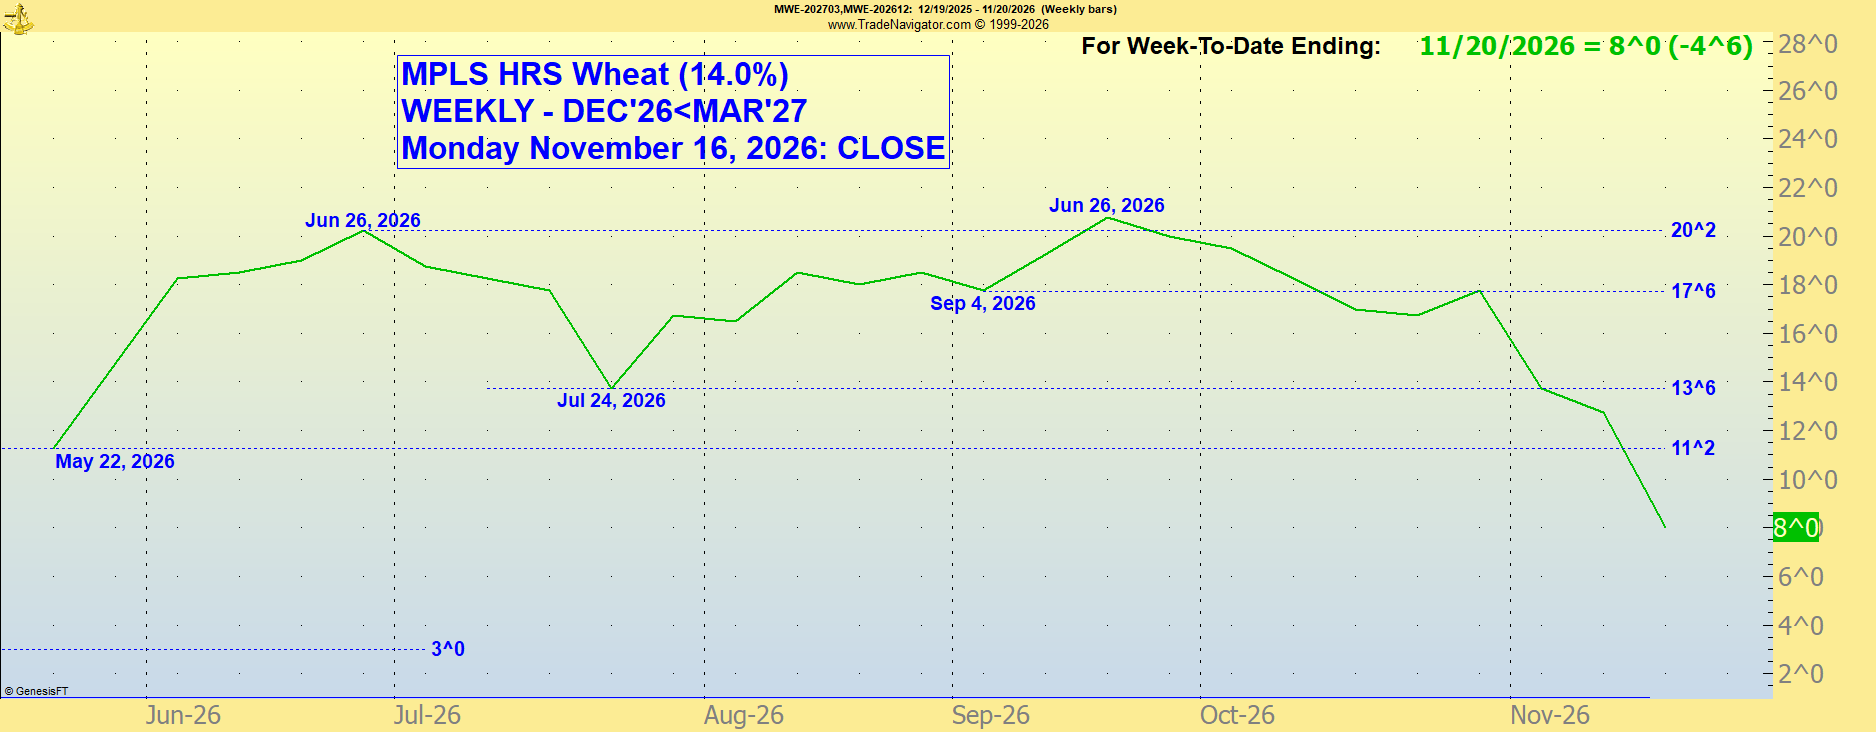 MWE-202703,MWE-202612: 12/19/2025 - 11/20/2026 (Weekly bars)
www.TradeNavigator.com © 1999-2026
For Week-To-Date Ending: 11/20/2026 = 8^0 (-4^6)
MPLS HRS Wheat (14.0%)
WEEKLY - DEC'26<MAR'27
Monday November 16, 2026: CLOSE
28^0
26^0
24^0
22^0
20^0
18^0
16^0
14^0
12^0
10^0
8^0
6^0
4^0
2^0
Jun 26, 2026
Jun 26, 2026
20^2
Sep 4, 2026
17^6
Jul 24, 2026
13^6
May 22, 2026
11^2
3^0
© GenesisFT
Jun-26
Jul-26
Aug-26
Sep-26
Oct-26
Nov-26